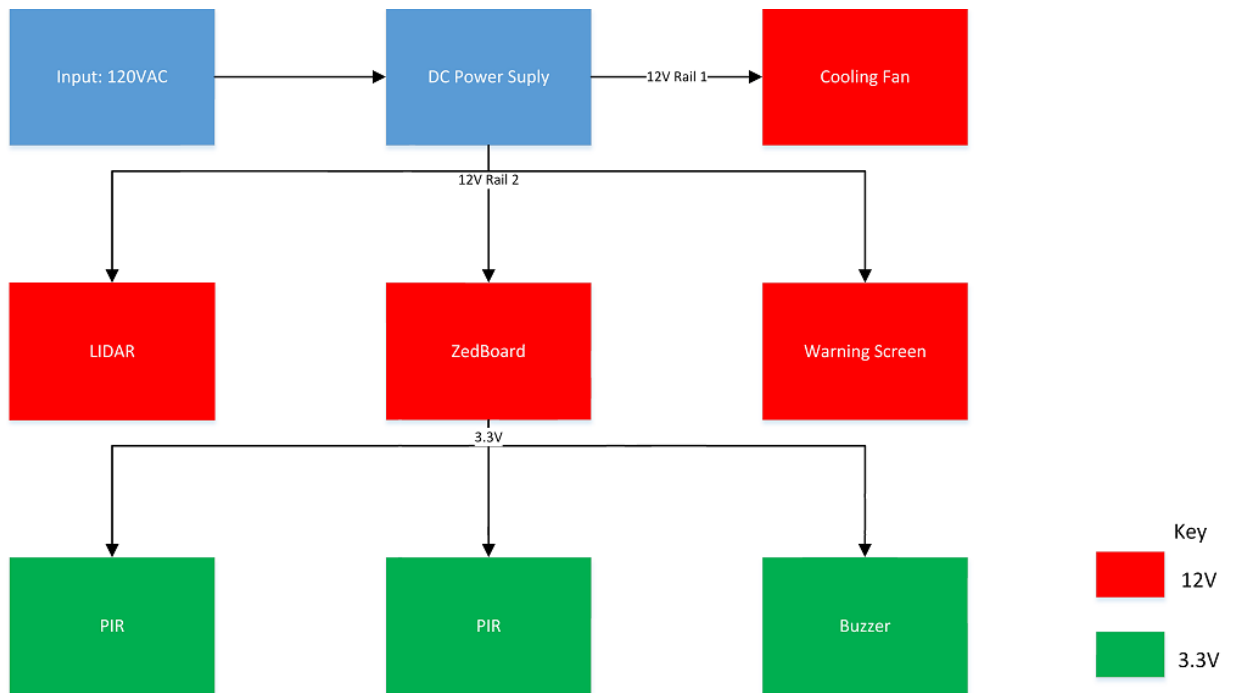 Input: 120VAC
DC Power Suply
12V Rail 1
Cooling Fan
12V Rail 2
LIDAR
ZedBoard
Warning Screen
3.3V
PIR
PIR
Buzzer
Key
12V
3.3V